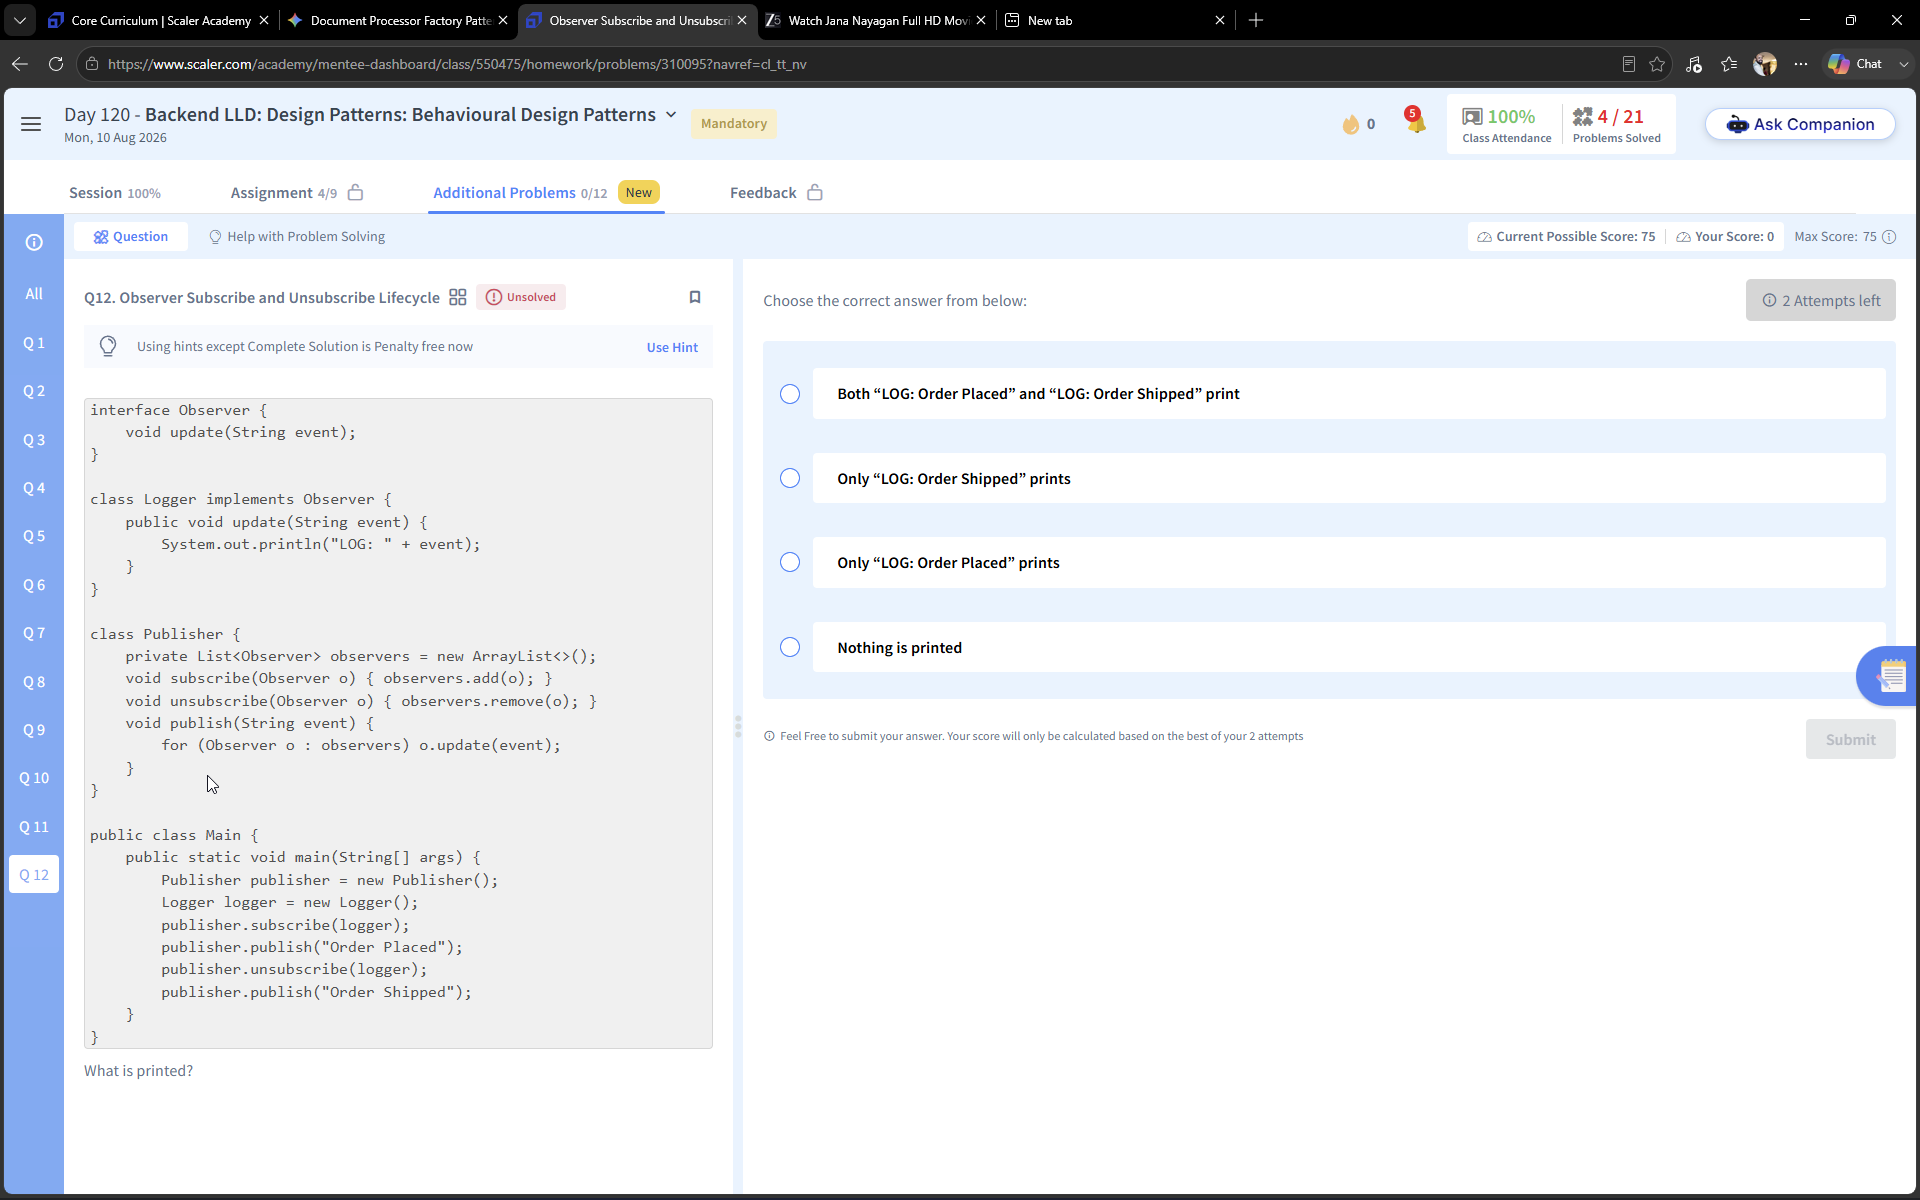 Core Curriculum | Scaler Academy
Document Processor Factory Patte
Observer Subscribe and Unsubscri
Watch Jana Nayagan Full HD Movi
New tab
https://www.scaler.com/academy/mentee-dashboard/class/550475/homework/problems/310095?navref=cl_tt_nv
Chat
Day 120 - Backend LLD: Design Patterns: Behavioural Design Patterns
Mandatory
Mon, 10 Aug 2026
0
5
100%
Class Attendance
4 / 21
Problems Solved
Ask Companion
Session 100%
Assignment 4/9
Additional Problems 0/12 New
Feedback
Question
Help with Problem Solving
Current Possible Score: 75
Your Score: 0
Max Score: 75
All
Q 1
Q 2
Q 3
Q 4
Q 5
Q 6
Q 7
Q 8
Q 9
Q 10
Q 11
Q 12
Q12. Observer Subscribe and Unsubscribe Lifecycle
Unsolved
Using hints except Complete Solution is Penalty free now
Use Hint
interface Observer {
    void update(String event);
}
class Logger implements Observer {
    public void update(String event) {
        System.out.println("LOG: " + event);
    }
}
class Publisher {
    private List<Observer> observers = new ArrayList<>();
    void subscribe(Observer o) { observers.add(o); }
    void unsubscribe(Observer o) { observers.remove(o); }
    void publish(String event) {
        for (Observer o : observers) o.update(event);
    }
}
public class Main {
    public static void main(String[] args) {
        Publisher publisher = new Publisher();
        Logger logger = new Logger();
        publisher.subscribe(logger);
        publisher.publish("Order Placed");
        publisher.unsubscribe(logger);
        publisher.publish("Order Shipped");
    }
}
What is printed?
Choose the correct answer from below:
2 Attempts left
Both “LOG: Order Placed” and “LOG: Order Shipped” print
Only “LOG: Order Shipped” prints
Only “LOG: Order Placed” prints
Nothing is printed
Feel Free to submit your answer. Your score will only be calculated based on the best of your 2 attempts
Submit